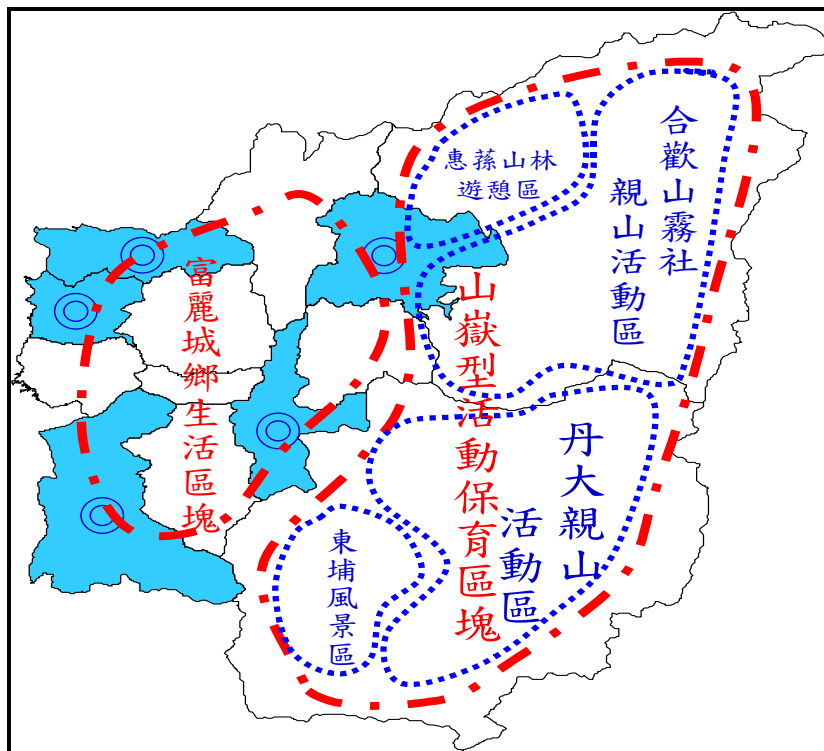 惠蓀山林
遊憩區
合歡山霧社
親山活動區
富麗城鄉生活區塊
山嶽型活動保育區塊
丹大親山
活動區
東埔風景區